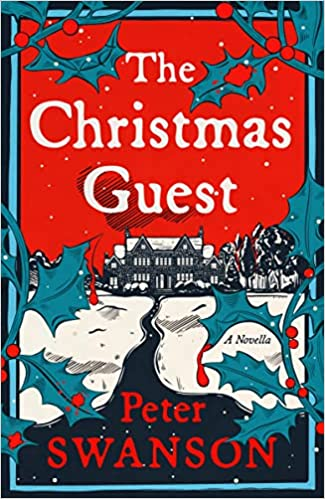 The
Christmas
Guest
A Novella
Peter
SWANSON